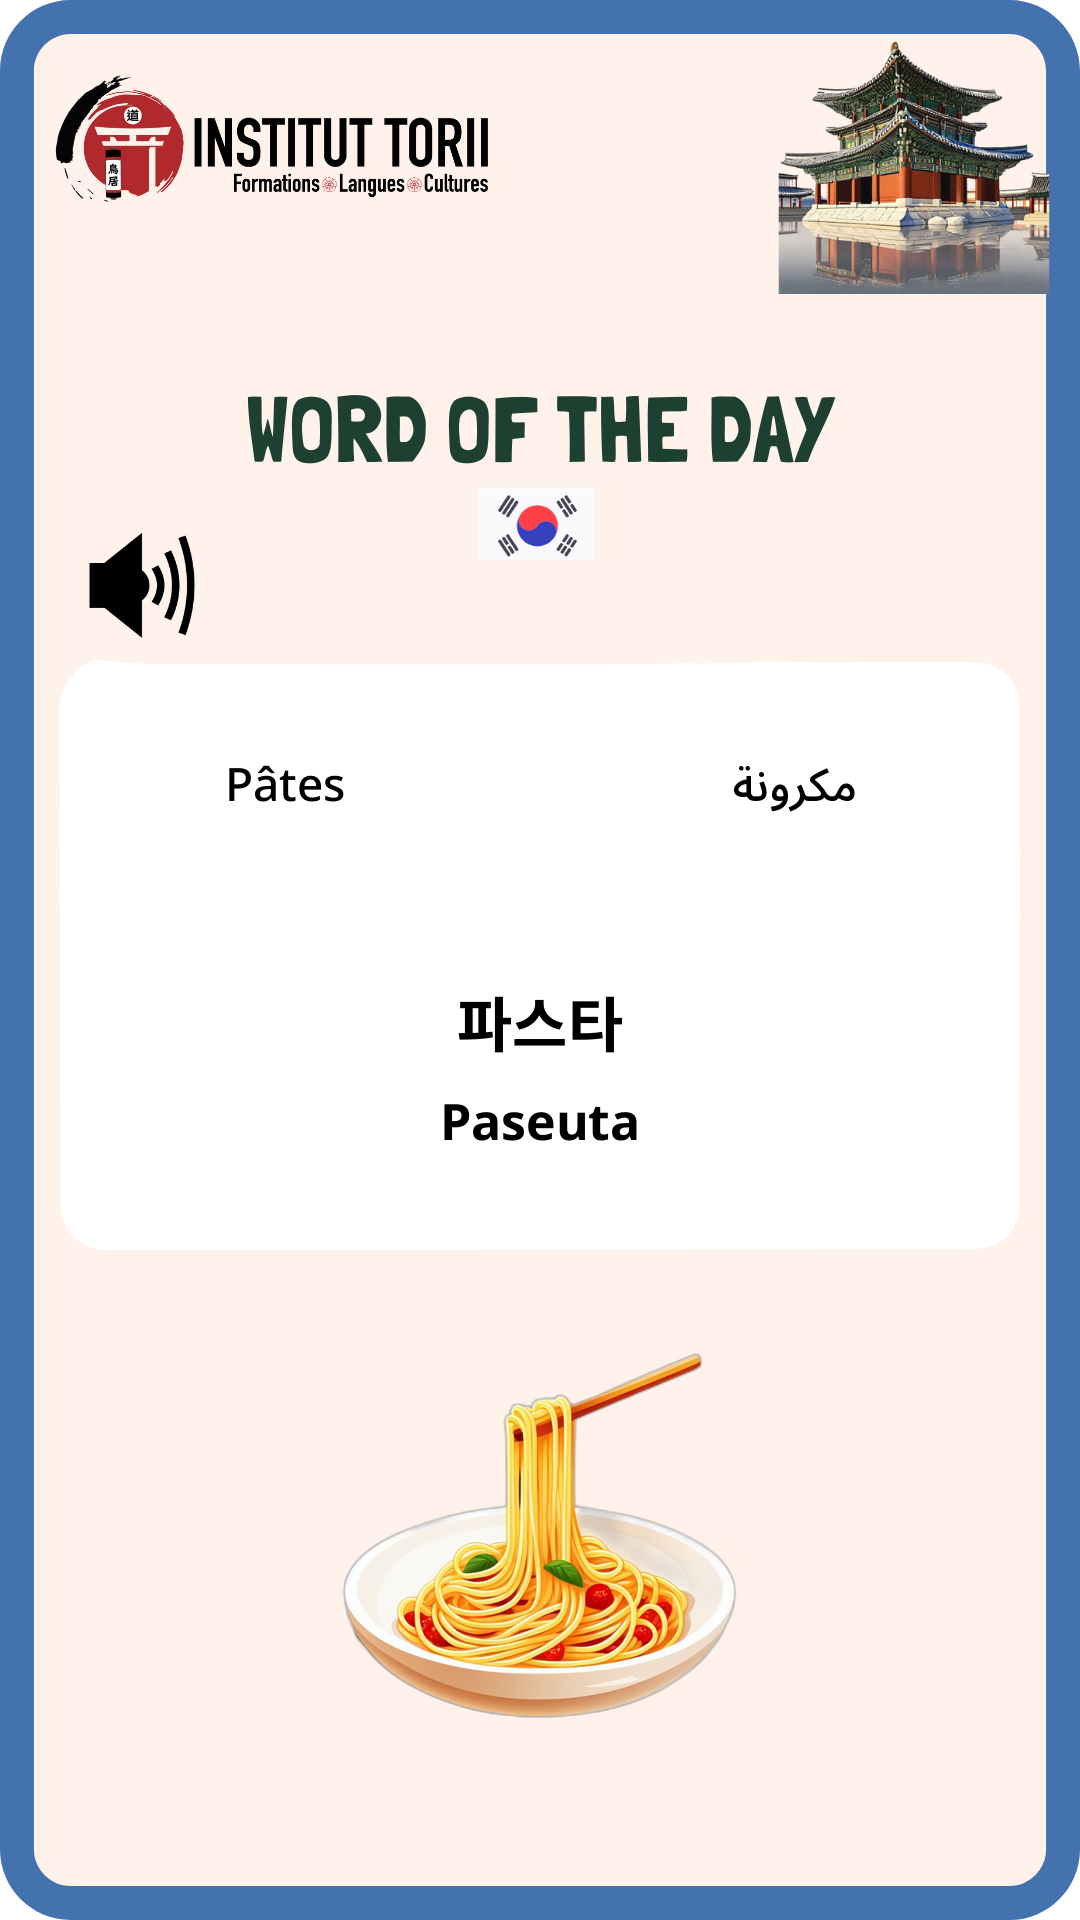 道
鳥居
INSTITUT TORII
Formations Langues Cultures
WORD OF THE DAY
Pâtes
مكرونة
파스타
Paseuta